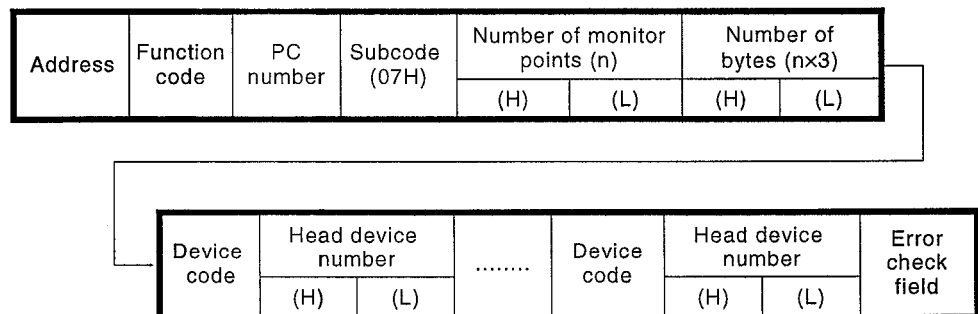 Address
Function
code
PC
number
Subcode
(07H)
Number of monitor
points (n)
(H) (L)
Number of
bytes (n×3)
(H) (L)
Device
code
Head device
number
(H) (L)
........
Device
code
Head device
number
(H) (L)
Error
check
field